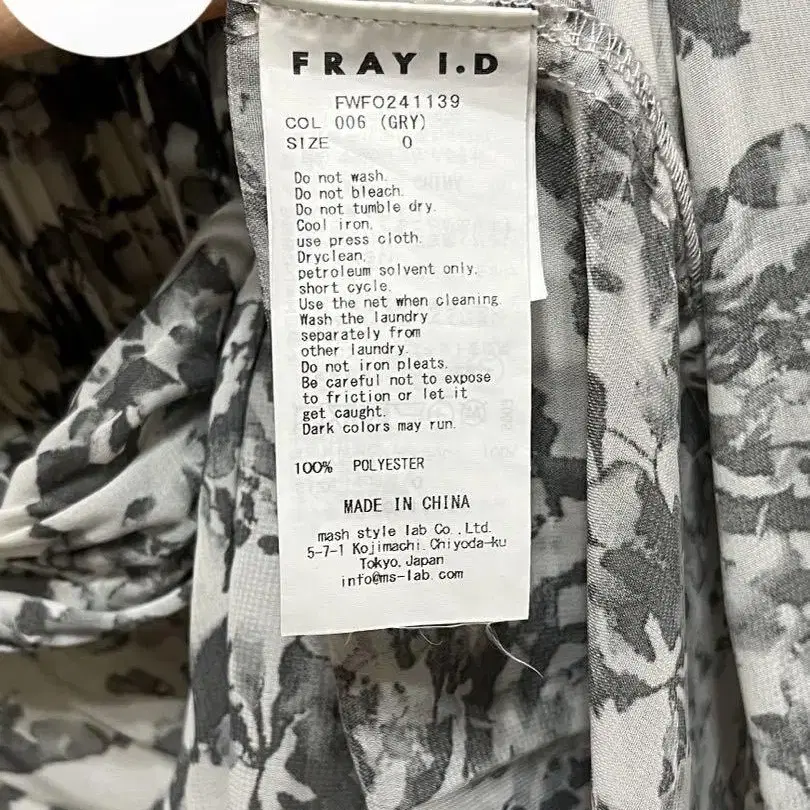 FRAY I.D
FWFO241139
COL 006 (GRY)
SIZE 0
Do not wash.
Do not bleach.
Do not tumble dry.
Cool iron,
use press cloth.
Dryclean,
petroleum solvent only,
short cycle.
Use the net when cleaning.
Wash the laundry
separately from
other laundry.
Do not iron pleats.
Be careful not to expose
to friction or let it
get caught.
Dark colors may run.
100% POLYESTER
MADE IN CHINA
mash style lab Co.,Ltd.
5-7-1 Kojimachi Chiyoda-ku
Tokyo, Japan
info@ms-lab.com